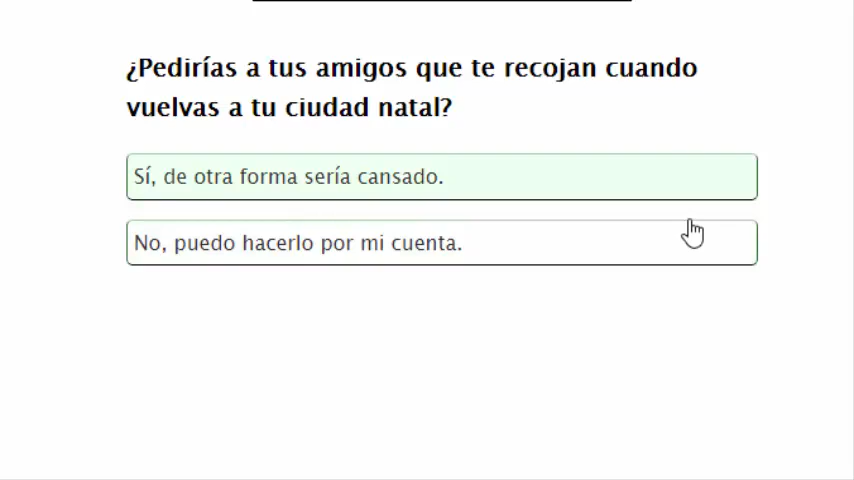 ¿Pedirías a tus amigos que te recojan cuando
vuelvas a tu ciudad natal?
Sí, de otra forma sería cansado.
No, puedo hacerlo por mi cuenta.